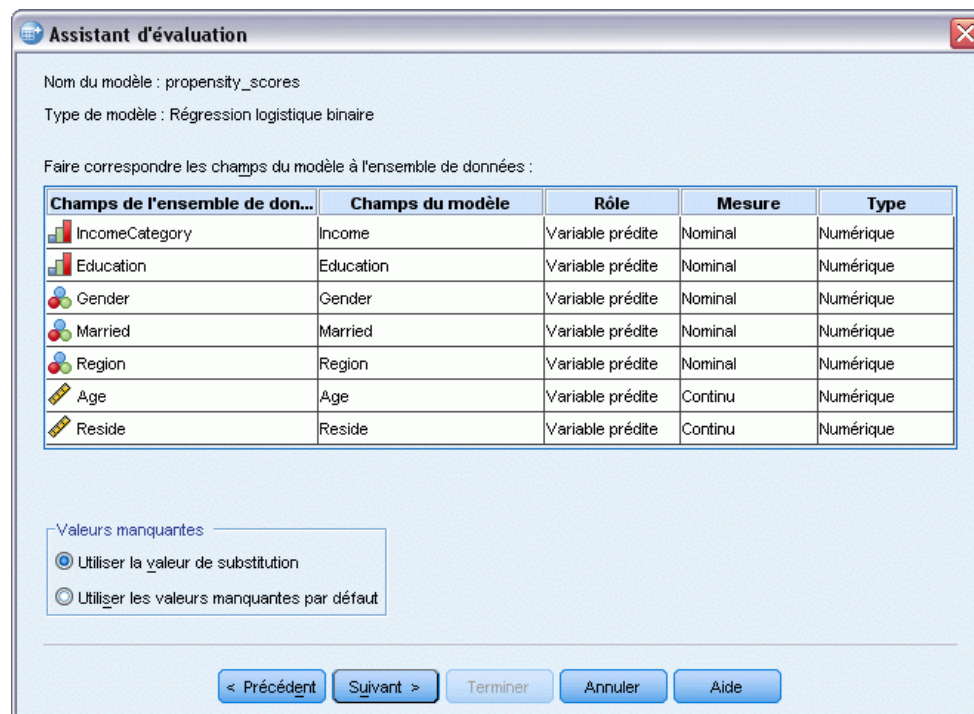 Assistant d'évaluation
Nom du modèle : propensity_scores
Type de modèle : Régression logistique binaire
Faire correspondre les champs du modèle à l'ensemble de données :
Champs de l'ensemble de don... Champs du modèle Rôle Mesure Type
IncomeCategory Income Variable prédite Nominal Numérique
Education Education Variable prédite Nominal Numérique
Gender Gender Variable prédite Nominal Numérique
Married Married Variable prédite Nominal Numérique
Region Region Variable prédite Nominal Numérique
Age Age Variable prédite Continu Numérique
Reside Reside Variable prédite Continu Numérique
Valeurs manquantes
Utiliser la valeur de substitution
Utiliser les valeurs manquantes par défaut
< Précédent Suivant > Terminer Annuler Aide